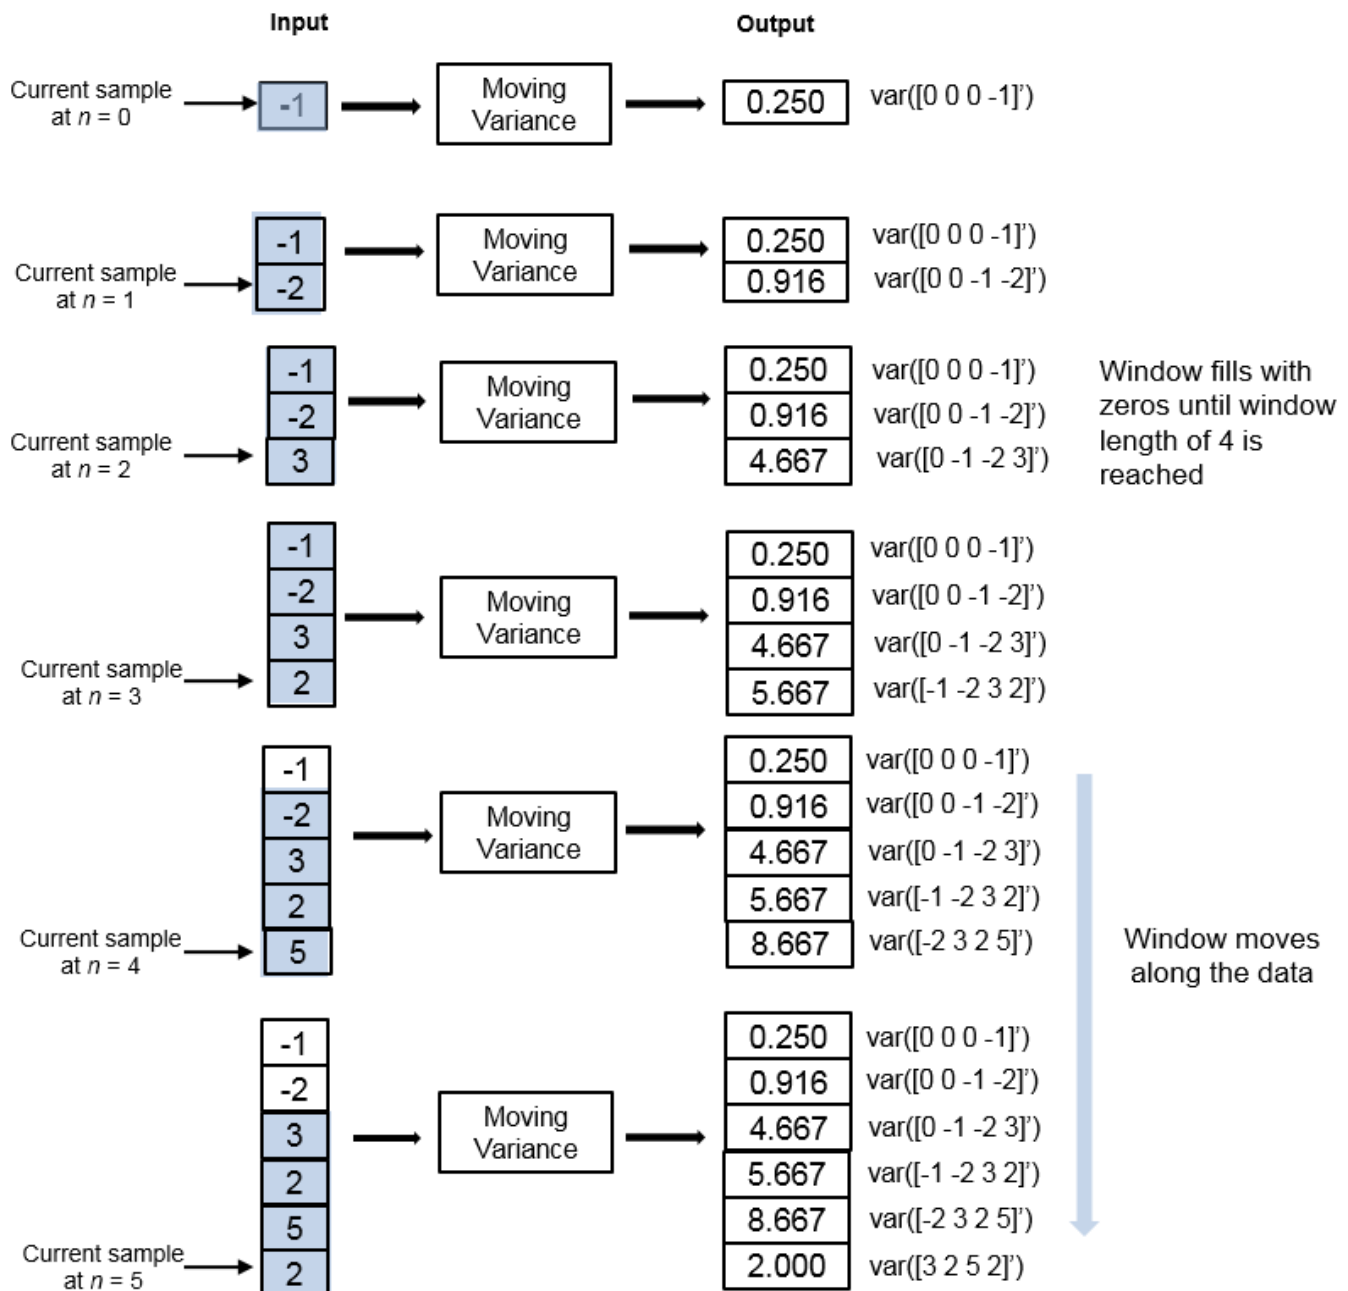 Input
Output
Current sample
at n = 0
-1
Moving
Variance
0.250
var([0 0 0 -1]')
Current sample
at n = 1
-1
-2
Moving
Variance
0.250
var([0 0 0 -1]')
0.916
var([0 0 -1 -2]')
Current sample
at n = 2
-1
-2
3
Moving
Variance
0.250
var([0 0 0 -1]')
0.916
var([0 0 -1 -2]')
4.667
var([0 -1 -2 3]')
Window fills with
zeros until window
length of 4 is
reached
Current sample
at n = 3
-1
-2
3
2
Moving
Variance
0.250
var([0 0 0 -1]')
0.916
var([0 0 -1 -2]')
4.667
var([0 -1 -2 3]')
5.667
var([-1 -2 3 2]')
Current sample
at n = 4
-1
-2
3
2
5
Moving
Variance
0.250
var([0 0 0 -1]')
0.916
var([0 0 -1 -2]')
4.667
var([0 -1 -2 3]')
5.667
var([-1 -2 3 2]')
8.667
var([-2 3 2 5]')
Window moves
along the data
Current sample
at n = 5
-1
-2
3
2
5
2
Moving
Variance
0.250
var([0 0 0 -1]')
0.916
var([0 0 -1 -2]')
4.667
var([0 -1 -2 3]')
5.667
var([-1 -2 3 2]')
8.667
var([-2 3 2 5]')
2.000
var([3 2 5 2]')